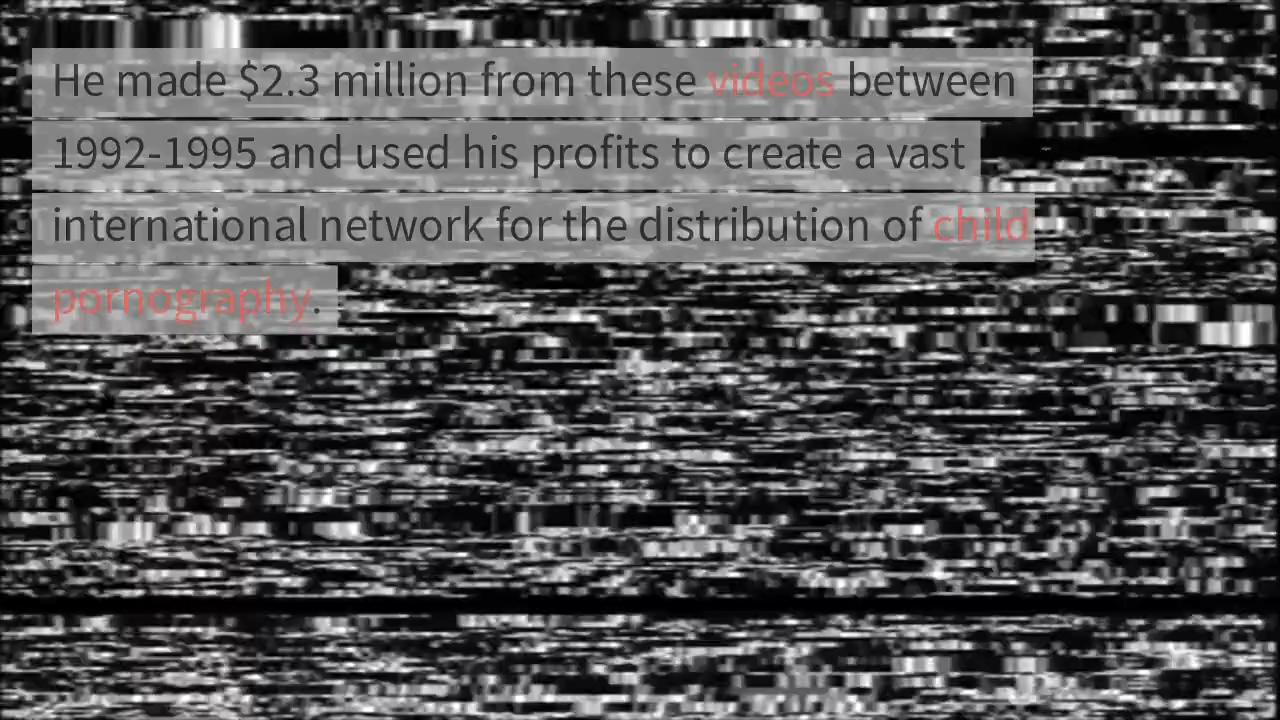 He made $2.3 million from these videos between
1992-1995 and used his profits to create a vast
international network for the distribution of child
pornography.